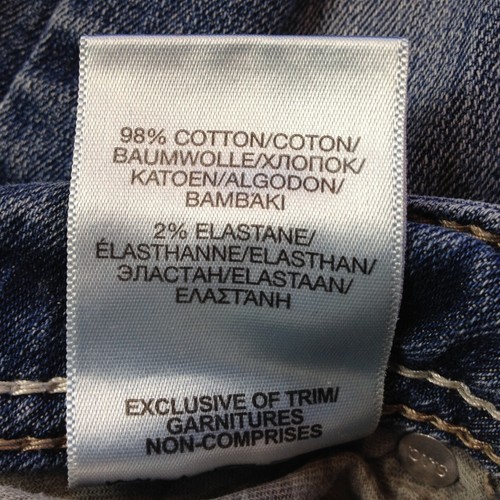 98% COTTON/COTON/
BAUMWOLLE/ХЛОПОК/
KATOEN/ALGODON/
BAMBAKI
2% ELASTANE/
ÉLASTHANNE/ELASTHAN/
ЭЛАСТАН/ELASTAAN/
ΕΛΑΣΤΑΝΗ
EXCLUSIVE OF TRIM/
GARNITURES
NON-COMPRISES